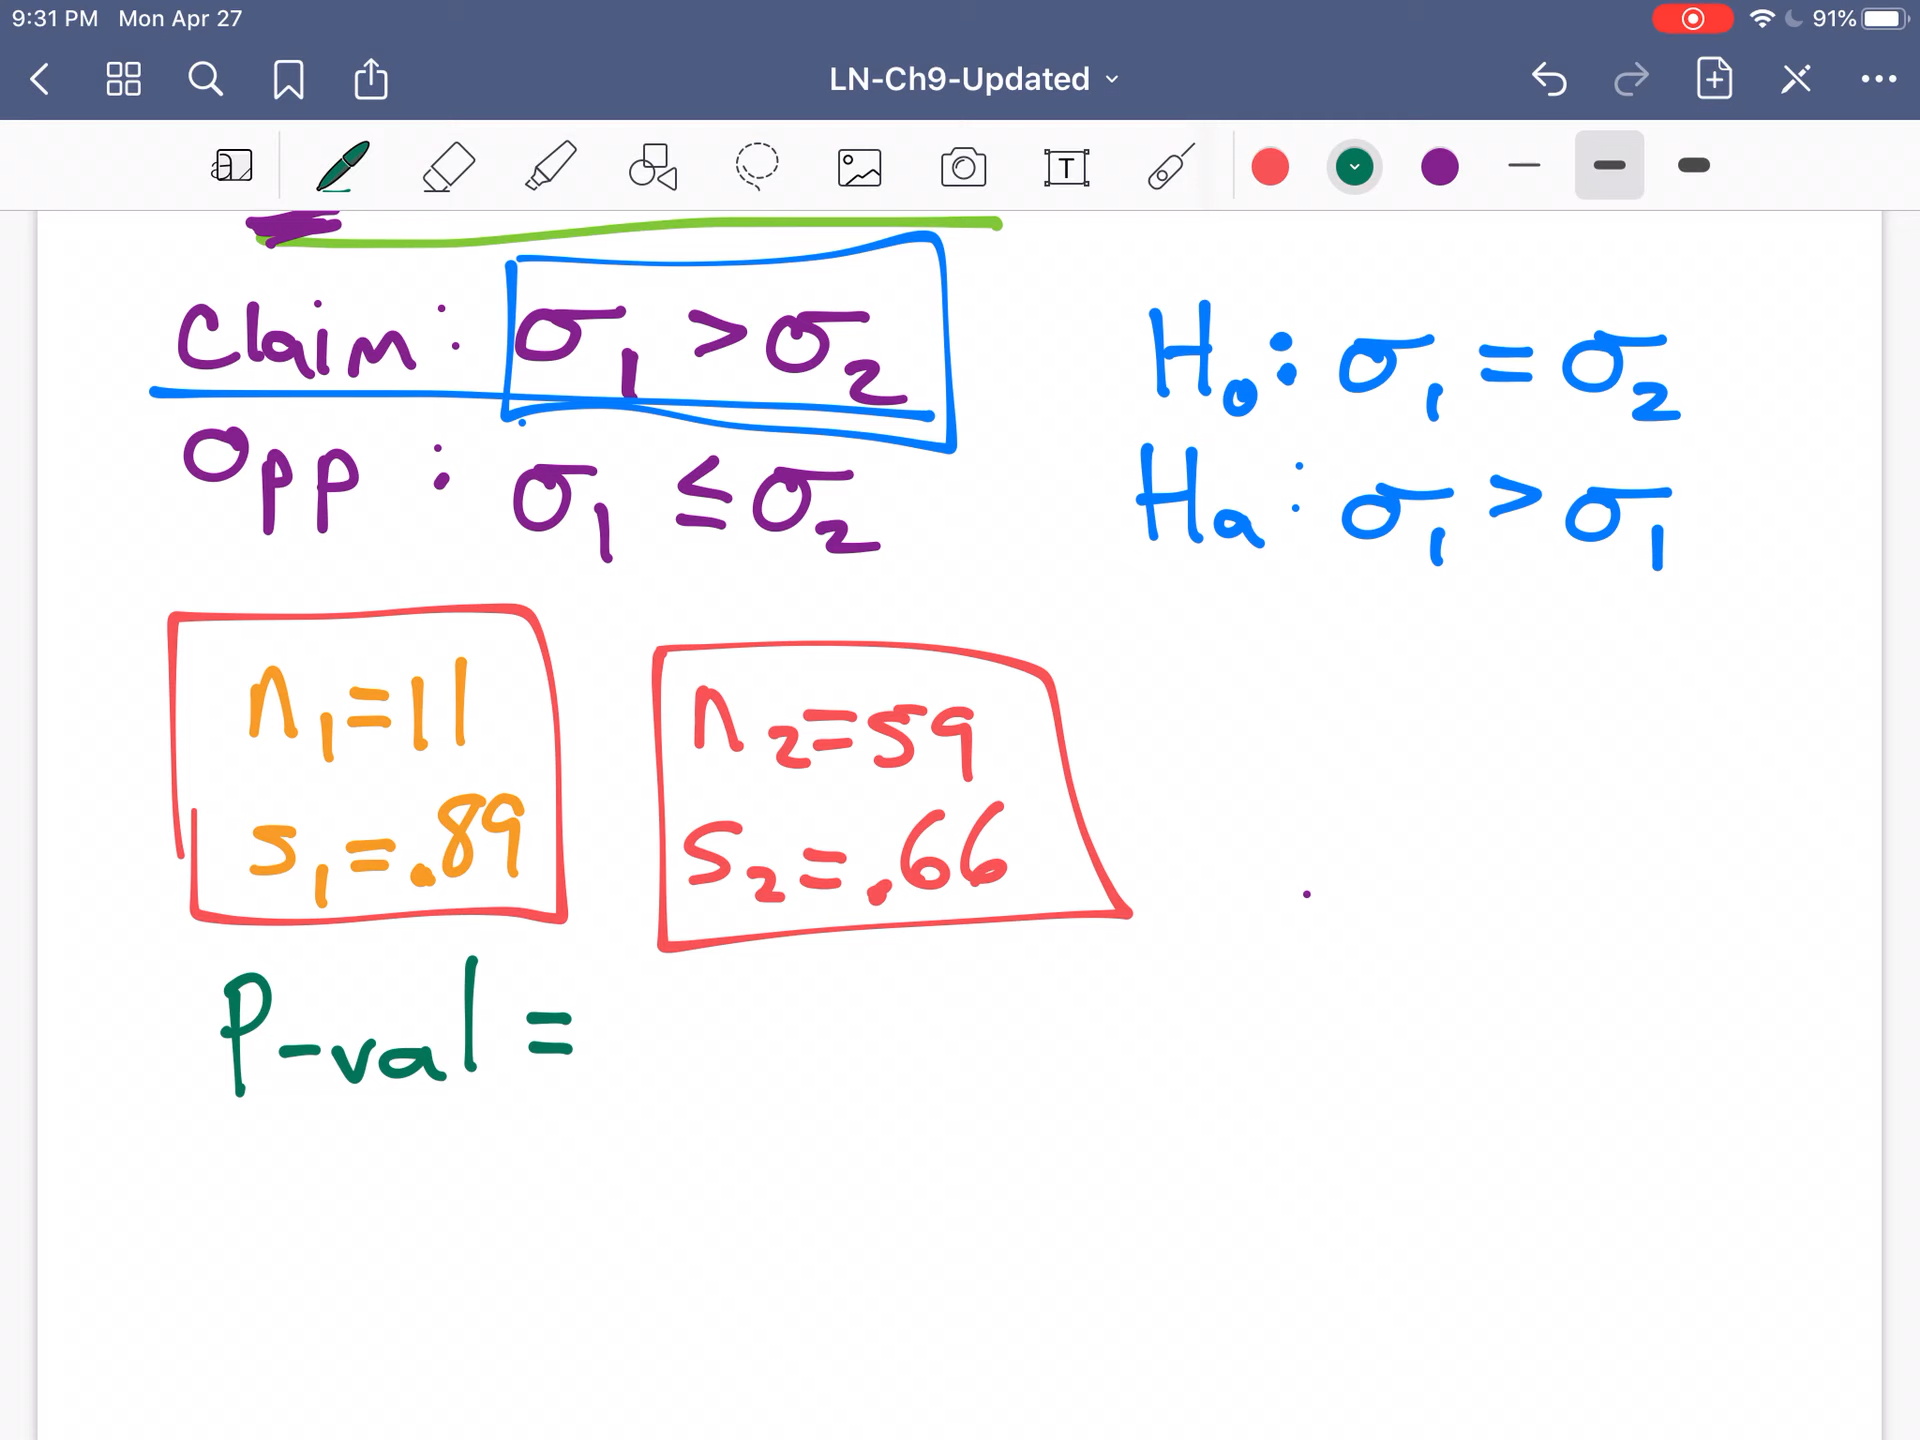 9:31 PM Mon Apr 27 91%
LN-Ch9-Updated
T
Claim: σ₁ > σ₂
H₀: σ₁ = σ₂
Opp: σ₁ ≤ σ₂
Hₐ: σ₁ > σ₁
n₁=11
n₂=59
s₁=.89
s₂=.66
P-val =